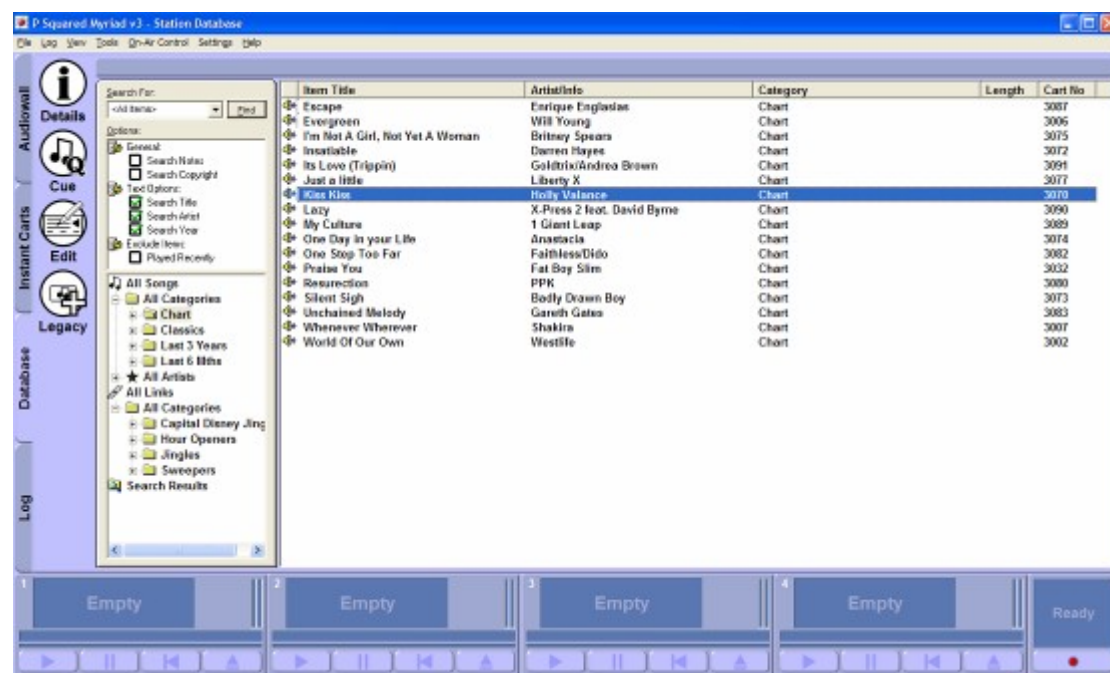 P Squared Myriad v3 - Station Database
File Log View Tools On-Air Control Settings Help
Audiowall
Instant Carts
Database
Log
Details
Cue
Edit
Legacy
Search For:
<All Items> Find
Options:
General:
Search Notes
Search Copyright
Text Options:
Search Title
Search Artist
Search Year
Exclude Items:
Played Recently
All Songs
All Categories
Chart
Classics
Last 3 Years
Last 6 Mths
All Artists
All Links
All Categories
Capital Disney Jing
Hour Openers
Jingles
Sweepers
Search Results
Item Title Artist/Info Category Length Cart No
Escape Enrique Englasias Chart 3087
Evergreen Will Young Chart 3006
I'm Not A Girl, Not Yet A Woman Britney Spears Chart 3075
Insatiable Darren Hayes Chart 3072
Its Love (Trippin) Goldtrix/Andrea Brown Chart 3091
Just a little Liberty X Chart 3077
Kiss Kiss Holly Valance Chart 3070
Lazy X-Press 2 feat. David Byrne Chart 3090
My Culture 1 Giant Leap Chart 3089
One Day in your Life Anastacia Chart 3074
One Step Too Far Faithless/Dido Chart 3082
Praise You Fat Boy Slim Chart 3032
Resurection PPK Chart 3080
Silent Sigh Badly Drawn Boy Chart 3073
Unchained Melody Gareth Gates Chart 3083
Whenever Wherever Shakira Chart 3007
World Of Our Own Westlife Chart 3002
1 Empty
2 Empty
3 Empty
4 Empty
Ready